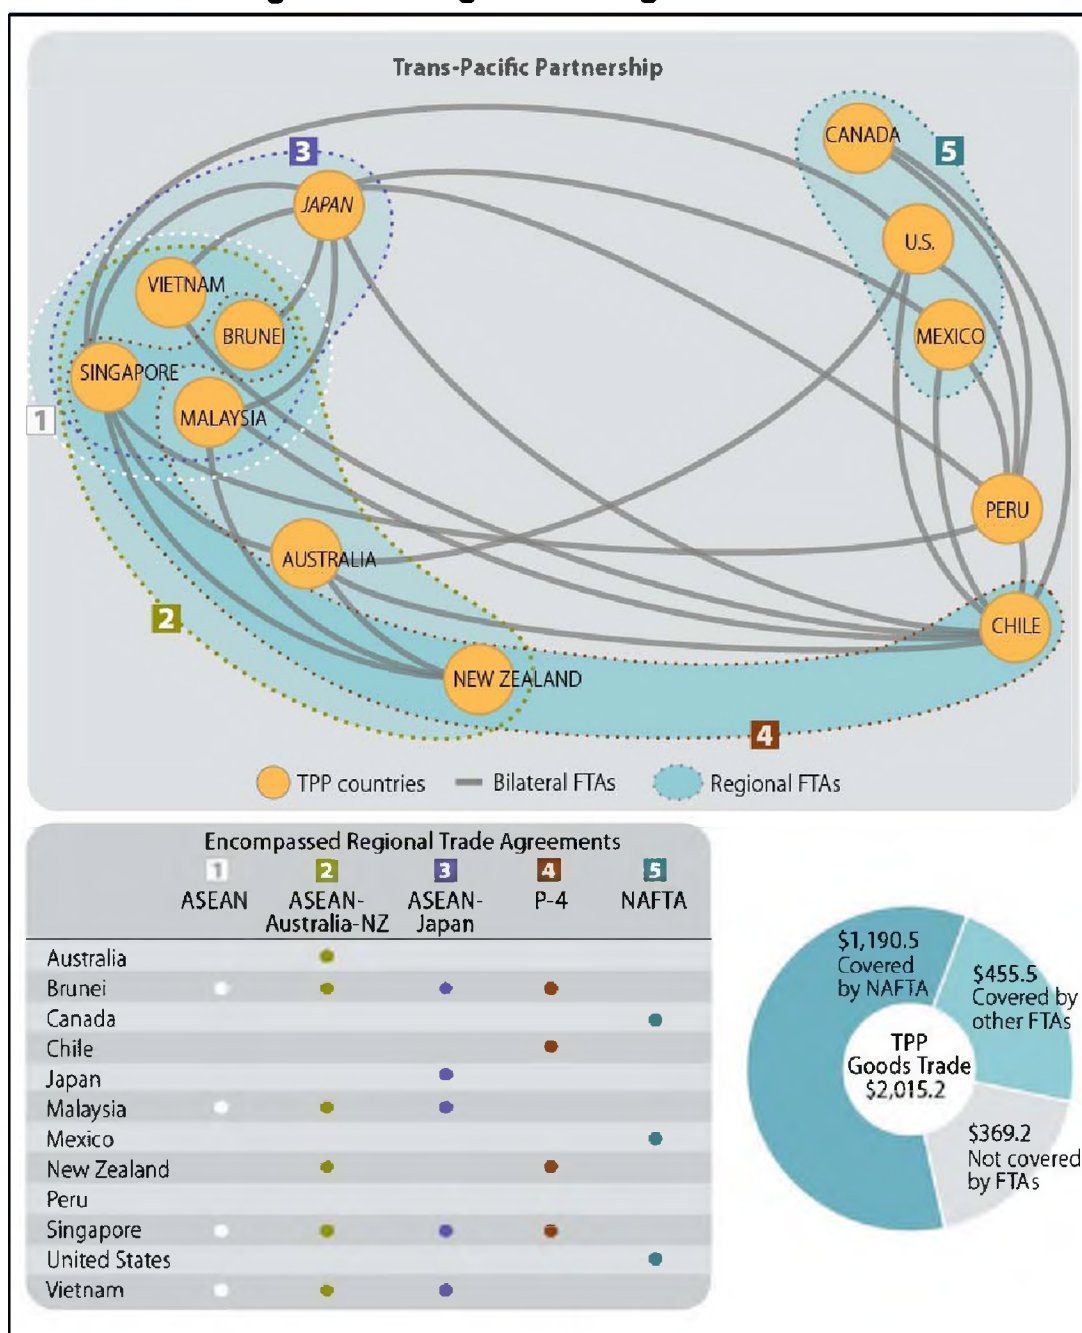 Trans-Pacific Partnership
CANADA
3
5
JAPAN
U.S.
VIETNAM
BRUNEI
MEXICO
SINGAPORE
1
MALAYSIA
PERU
AUSTRALIA
2
CHILE
NEW ZEALAND
4
TPP countries
Bilateral FTAs
Regional FTAs
Encompassed Regional Trade Agreements
1 2 3 4 5
ASEAN ASEAN- ASEAN- P-4 NAFTA
Australia-NZ Japan
Australia
Brunei
Canada
Chile
Japan
Malaysia
Mexico
New Zealand
Peru
Singapore
United States
Vietnam
$1,190.5
Covered
by NAFTA
$455.5
Covered by
other FTAs
TPP
Goods Trade
$2,015.2
$369.2
Not covered
by FTAs